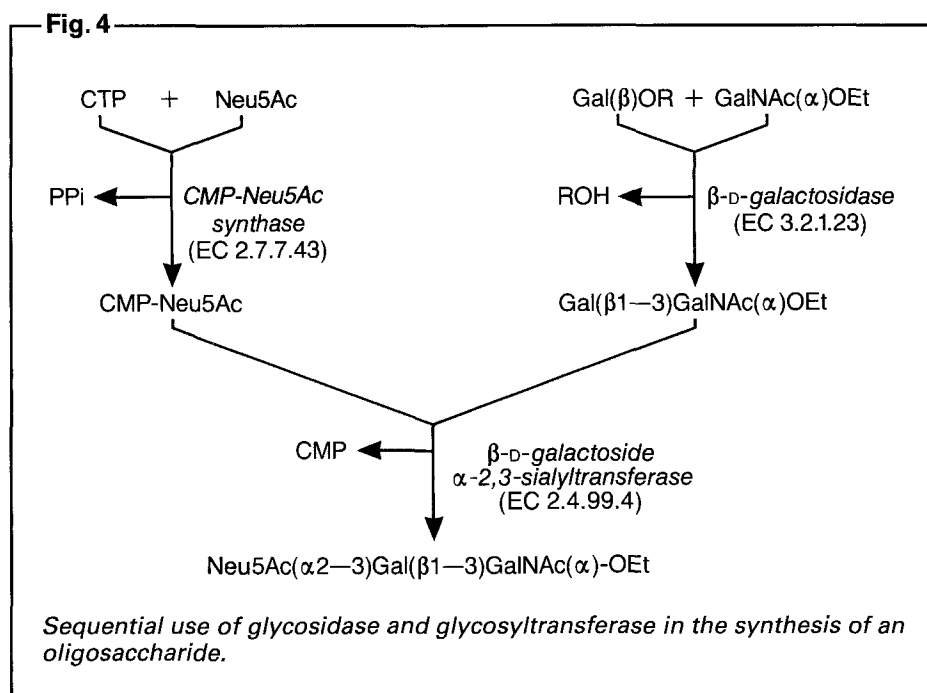 Fig. 4
CTP + Neu5Ac
PPi
CMP-Neu5Ac
synthase
(EC 2.7.7.43)
CMP-Neu5Ac
Gal(β)OR + GalNAc(α)OEt
ROH
β-D-galactosidase
(EC 3.2.1.23)
Gal(β1—3)GalNAc(α)OEt
CMP
β-D-galactoside
α-2,3-sialyltransferase
(EC 2.4.99.4)
Neu5Ac(α2—3)Gal(β1—3)GalNAc(α)-OEt
Sequential use of glycosidase and glycosyltransferase in the synthesis of an
oligosaccharide.